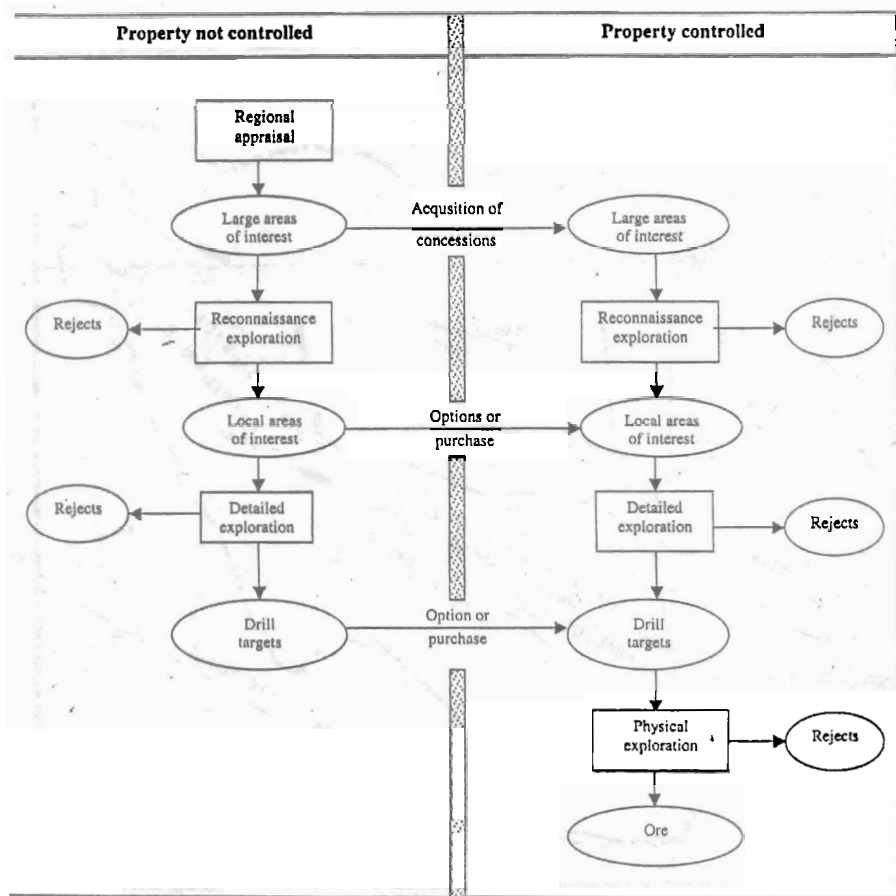 Property not controlled
Property controlled
Regional
appraisal
Large areas
of interest
Acqusition of
concessions
Large areas
of interest
Rejects
Reconnaissance
exploration
Reconnaissance
exploration
Rejects
Local areas
of interest
Options or
purchase
Local areas
of interest
Rejects
Detailed
exploration
Detailed
exploration
Rejects
Drill
targets
Option or
purchase
Drill
targets
Physical
exploration
Rejects
Ore